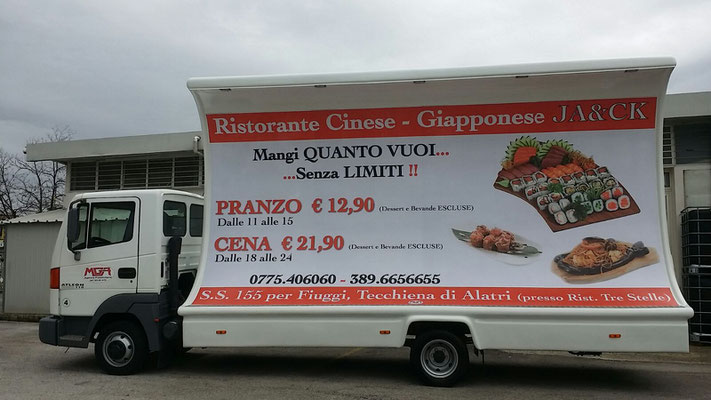 Ristorante Cinese - Giapponese JA&CK
Mangi QUANTO VUOI...
...Senza LIMITI !!
PRANZO € 12,90 (Dessert e Bevande ESCLUSE)
Dalle 11 alle 15
CENA € 21,90 (Dessert e Bevande ESCLUSE)
Dalle 18 alle 24
0775.406060 - 389.6656655
S.S. 155 per Fiuggi, Tecchiena di Alatri (presso Rist. Tre Stelle)
MGA
ATLEON
4